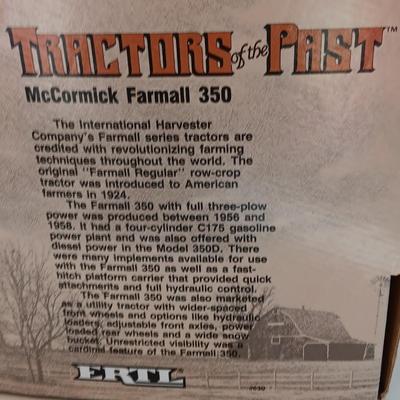 TRACTORS of the PAST™
McCormick Farmall 350
The International Harvester
Company's Farmall series tractors are
credited with revolutionizing farming
techniques throughout the world. The
original "Farmall Regular" row-crop
tractor was introduced to American
farmers in 1924.
The Farmall 350 with full three-plow
power was produced between 1956 and
1958. It had a four-cylinder C175 gasoline
power plant and was also offered with
diesel power in the Model 350D. There
were many implements available for use
with the Farmall 350 as well as a fast-
hitch platform carrier that provided quick
attachments and full hydraulic control.
The Farmall 350 was also marketed
as a utility tractor with wider-spaced
front wheels and options like hydraulic
loaders, adjustable front axles, power
loaded rear wheels and a wide snow
bucket. Unrestricted visibility was a
cardinal feature of the Farmall 350.
ERTL